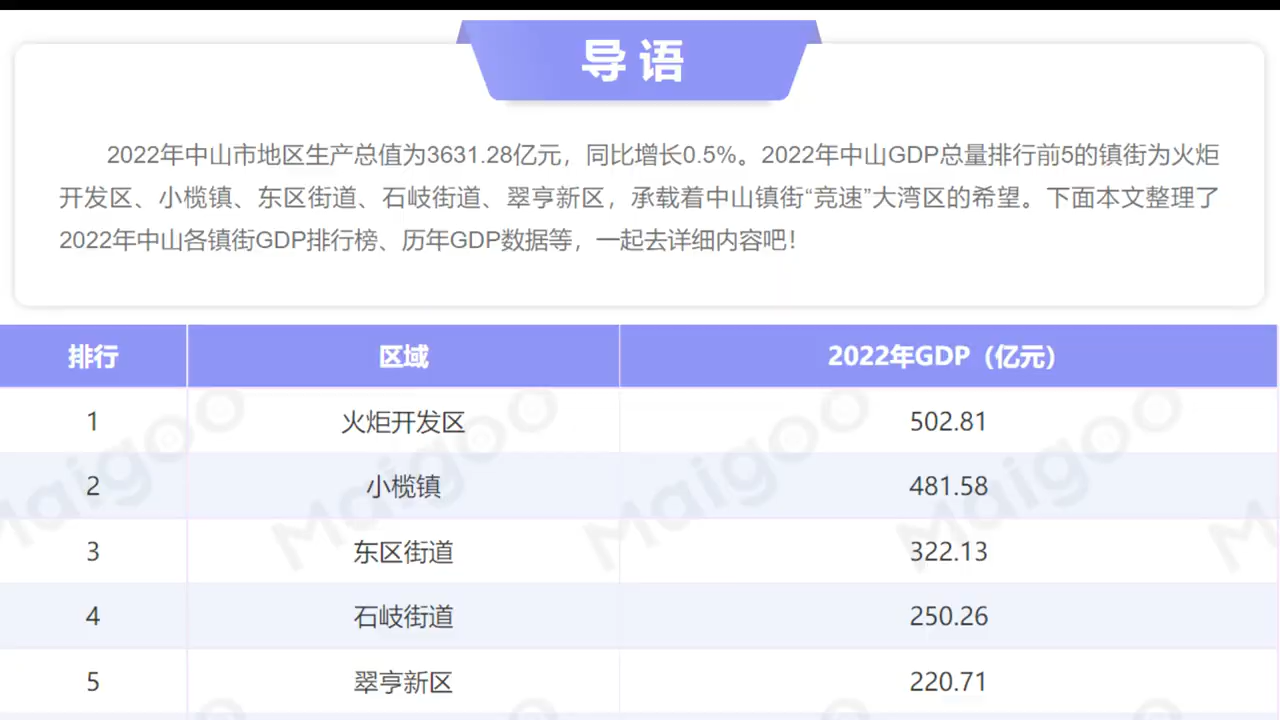 导语
2022年中山市地区生产总值为3631.28亿元，同比增长0.5%。2022年中山GDP总量排行前5的镇街为火炬
开发区、小榄镇、东区街道、石岐街道、翠亨新区，承载着中山镇街“竞速”大湾区的希望。下面本文整理了
2022年中山各镇街GDP排行榜、历年GDP数据等，一起去详细内容吧！
排行 区域 2022年GDP（亿元）
1 火炬开发区 502.81
2 小榄镇 481.58
3 东区街道 322.13
4 石岐街道 250.26
5 翠亨新区 220.71
Maigoo Maigoo Maigoo Maigoo